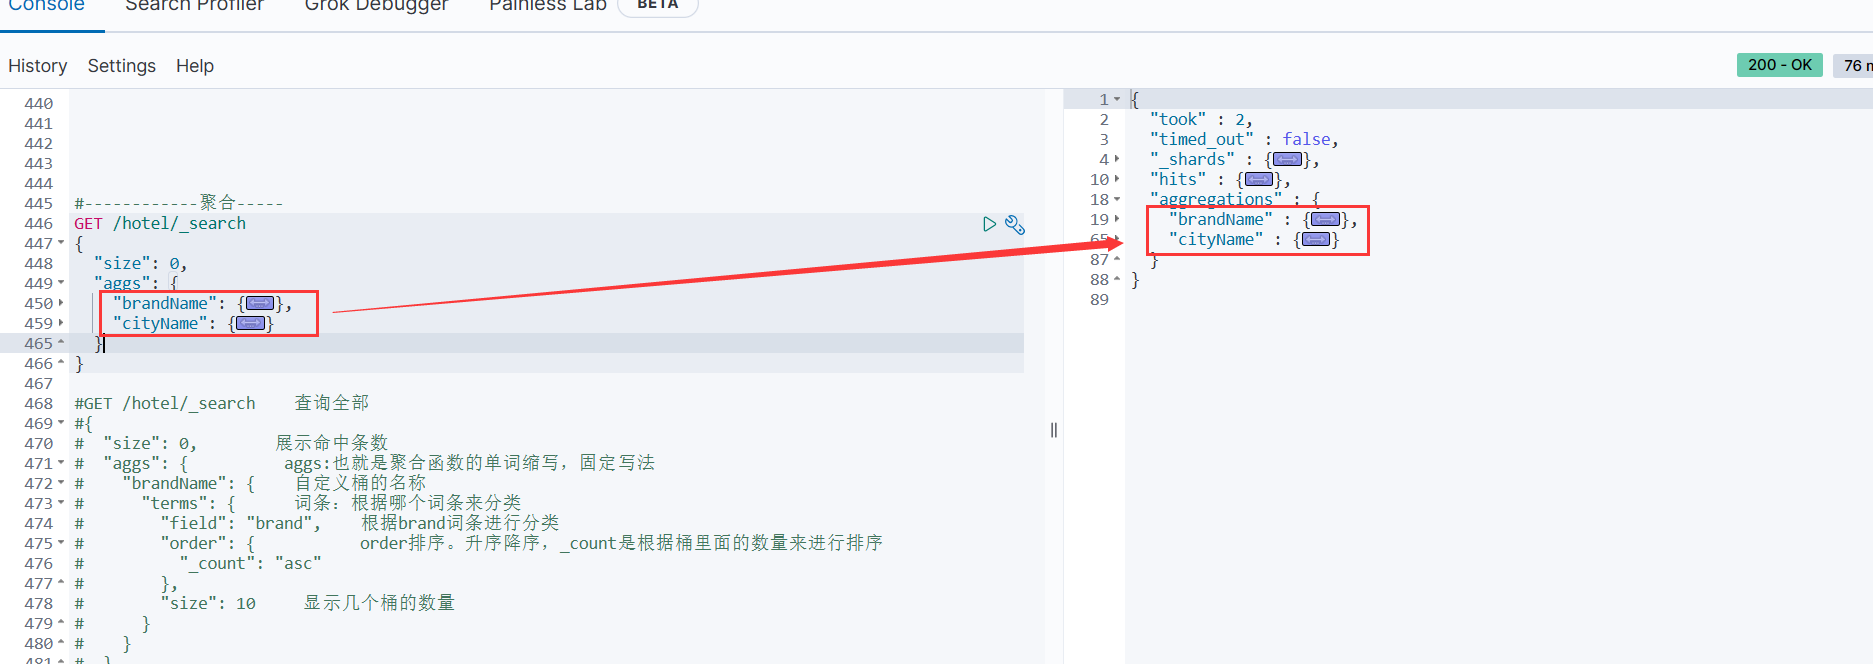 Console Search Profiler Grok Debugger Painless Lab BETA
History Settings Help
200 - OK 76 m
440
441
442
443
444
445 #------------聚合-----
446 GET /hotel/_search
447 {
448 "size": 0,
449 "aggs": {
450 "brandName": {},
459 "cityName": {}
465 }
466 }
467
468 #GET /hotel/_search 查询全部
469 #{
470 # "size": 0, 展示命中条数
471 # "aggs": { aggs:也就是聚合函数的单词缩写，固定写法
472 # "brandName": { 自定义桶的名称
473 # "terms": { 词条：根据哪个词条来分类
474 # "field": "brand", 根据brand词条进行分类
475 # "order": { order排序。升序降序，_count是根据桶里面的数量来进行排序
476 # "_count": "asc"
477 # },
478 # "size": 10 显示几个桶的数量
479 # }
480 # }
481 # }
1 {
2 "took" : 2,
3 "timed_out" : false,
4 "_shards" : {},
10 "hits" : {},
18 "aggregations" : {
19 "brandName" : {},
65 "cityName" : {}
87 }
88 }
89